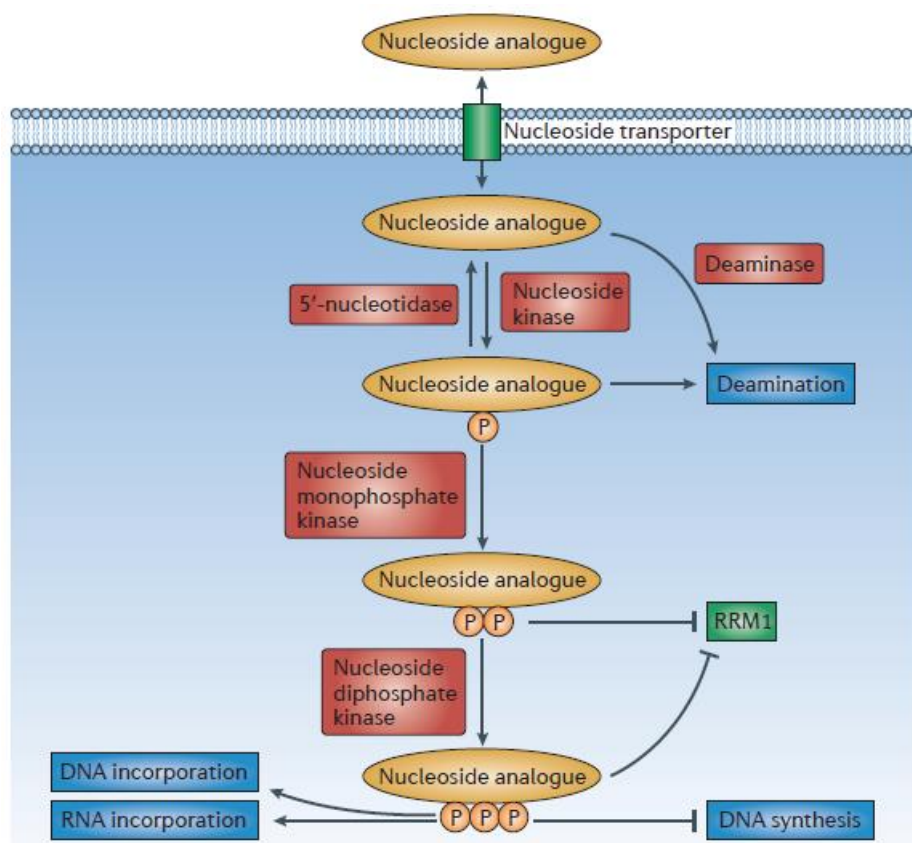 Nucleoside analogue
Nucleoside transporter
Nucleoside analogue
Deaminase
5′-nucleotidase
Nucleoside
kinase
Nucleoside analogue
Deamination
P
Nucleoside
monophosphate
kinase
Nucleoside analogue
P P
RRM1
Nucleoside
diphosphate
kinase
Nucleoside analogue
DNA incorporation
RNA incorporation
P P P
DNA synthesis